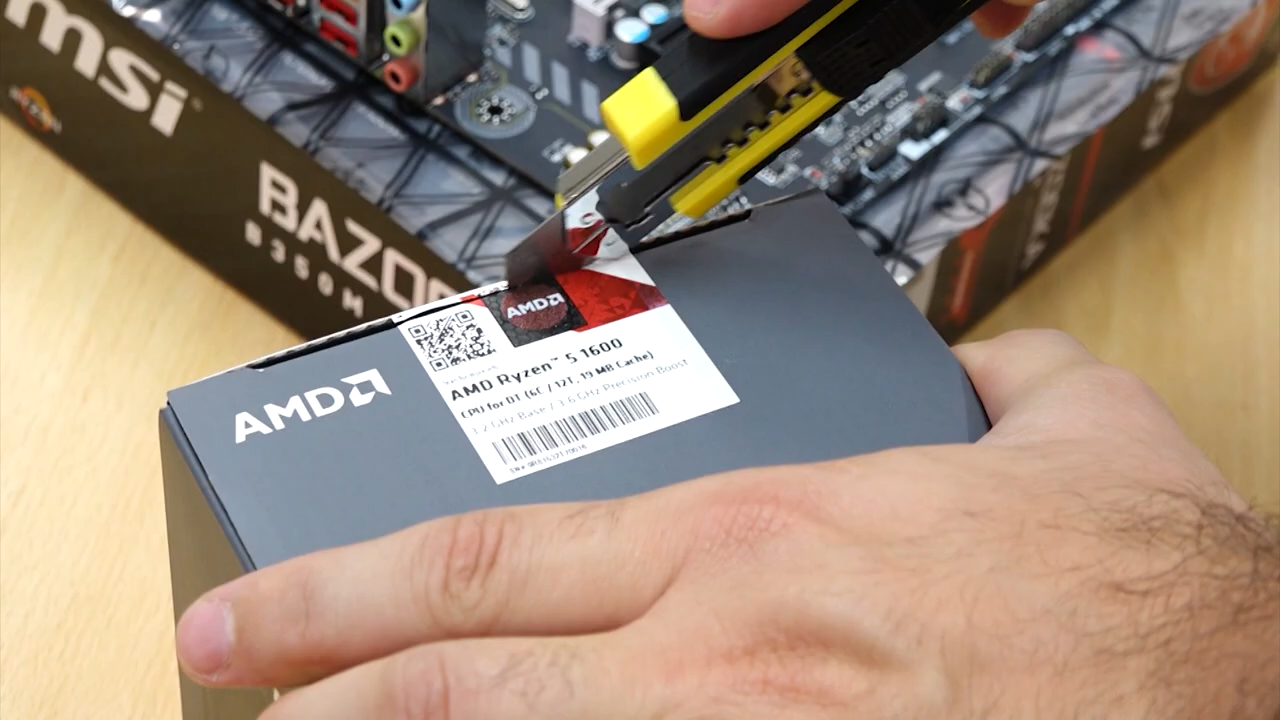 msi
BAZOO
B350M
AMD
AMD
AMD Ryzen™ 5 1600
CPU for DT (6C / 12T, 19 MB Cache)
3.2 GHz Base / 3.6 GHz Precision Boost